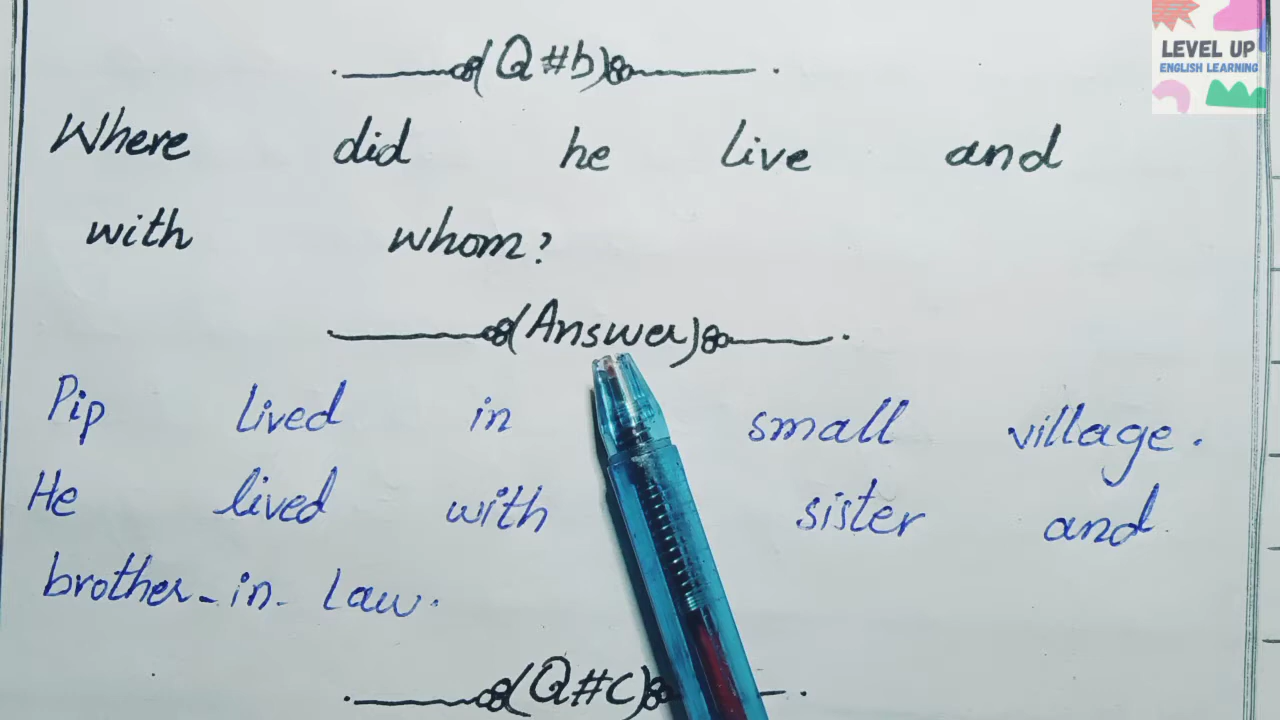 (Q#b)
LEVEL UP
ENGLISH LEARNING
Where did he live and
with whom?
(Answer)
Pip lived in small village.
He lived with sister and
brother-in-law.
(Q#c)